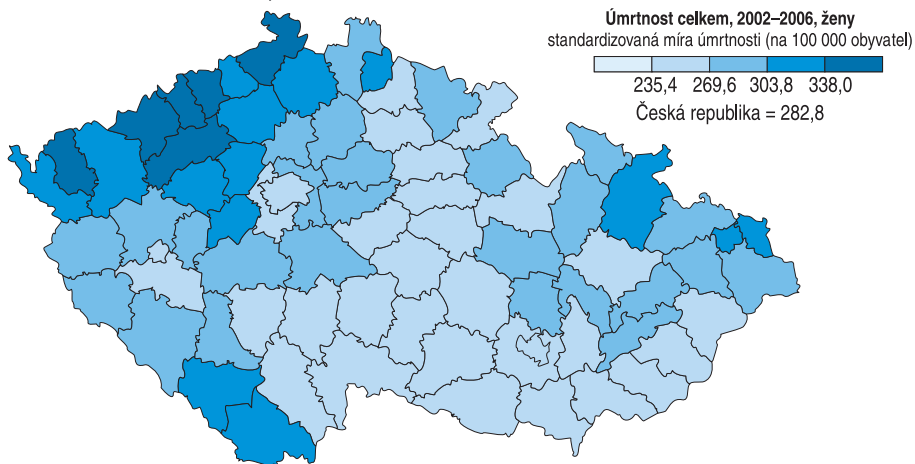 Úmrtnost celkem, 2002–2006, ženy
standardizovaná míra úmrtnosti (na 100 000 obyvatel)
235,4 269,6 303,8 338,0
Česká republika = 282,8